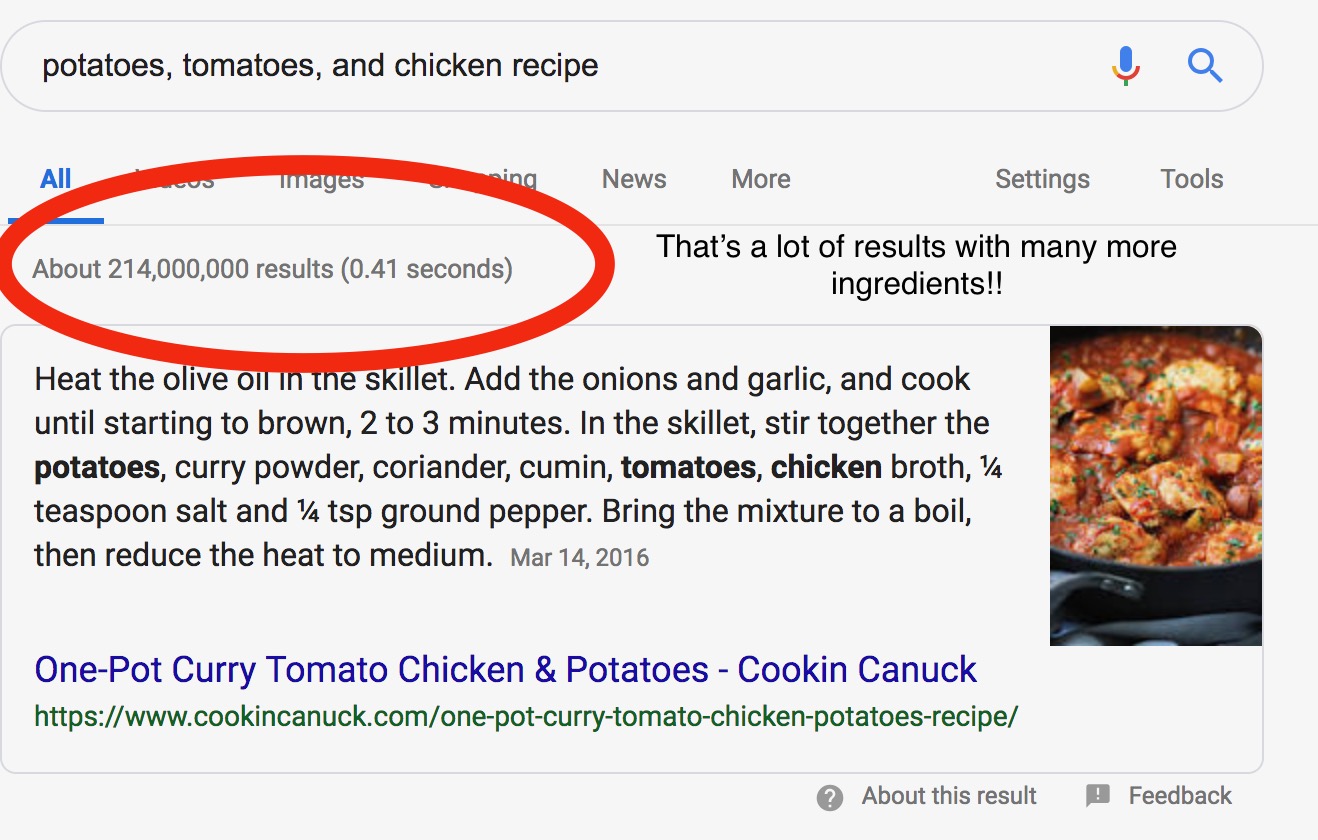 potatoes, tomatoes, and chicken recipe
All Videos Images Shopping News More Settings Tools
About 214,000,000 results (0.41 seconds)
That's a lot of results with many more
ingredients!!
Heat the olive oil in the skillet. Add the onions and garlic, and cook
until starting to brown, 2 to 3 minutes. In the skillet, stir together the
potatoes, curry powder, coriander, cumin, tomatoes, chicken broth, ¼
teaspoon salt and ¼ tsp ground pepper. Bring the mixture to a boil,
then reduce the heat to medium. Mar 14, 2016
One-Pot Curry Tomato Chicken & Potatoes - Cookin Canuck
https://www.cookincanuck.com/one-pot-curry-tomato-chicken-potatoes-recipe/
About this result Feedback